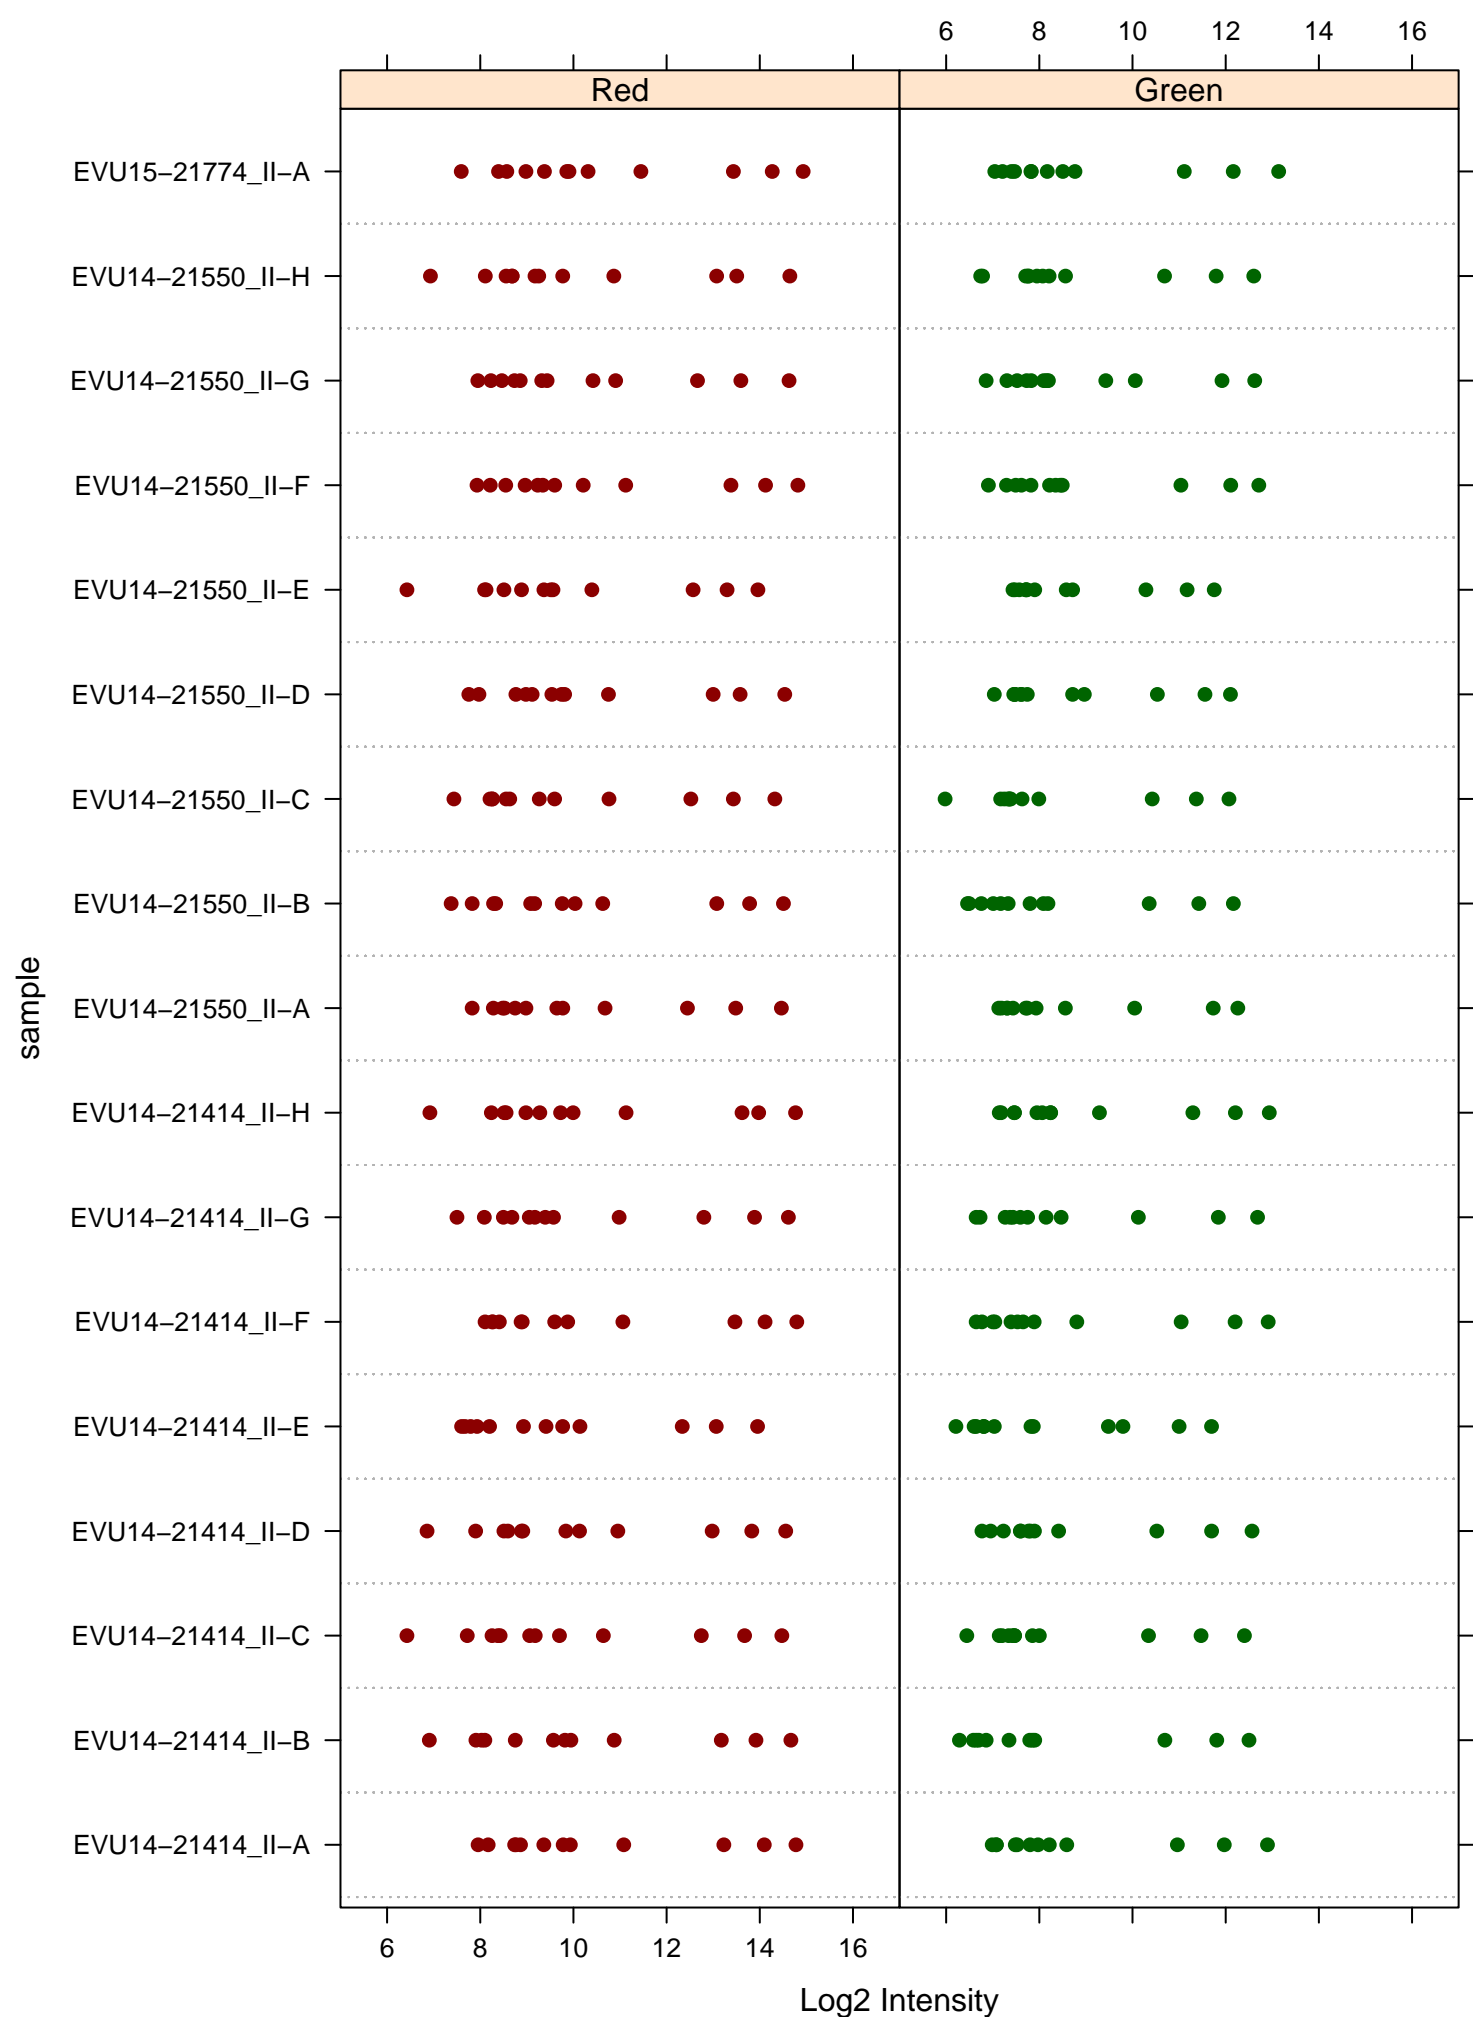 6 8 10 12 14 16
Red Green
EVU15−21774_II−A
EVU14−21550_II−H
EVU14−21550_II−G
EVU14−21550_II−F
EVU14−21550_II−E
EVU14−21550_II−D
EVU14−21550_II−C
EVU14−21550_II−B
EVU14−21550_II−A
EVU14−21414_II−H
EVU14−21414_II−G
EVU14−21414_II−F
EVU14−21414_II−E
EVU14−21414_II−D
EVU14−21414_II−C
EVU14−21414_II−B
EVU14−21414_II−A
sample
6 8 10 12 14 16
Log2 Intensity